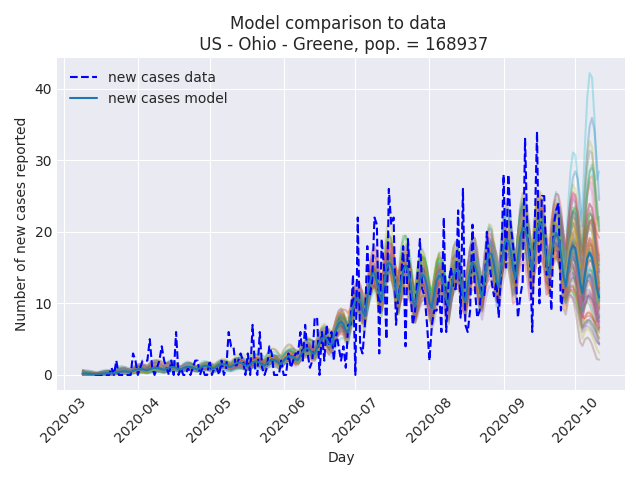 Model comparison to data
US - Ohio - Greene, pop. = 168937
new cases data
new cases model
Number of new cases reported
40
30
20
10
0
2020-03
2020-04
2020-05
2020-06
2020-07
2020-08
2020-09
2020-10
Day